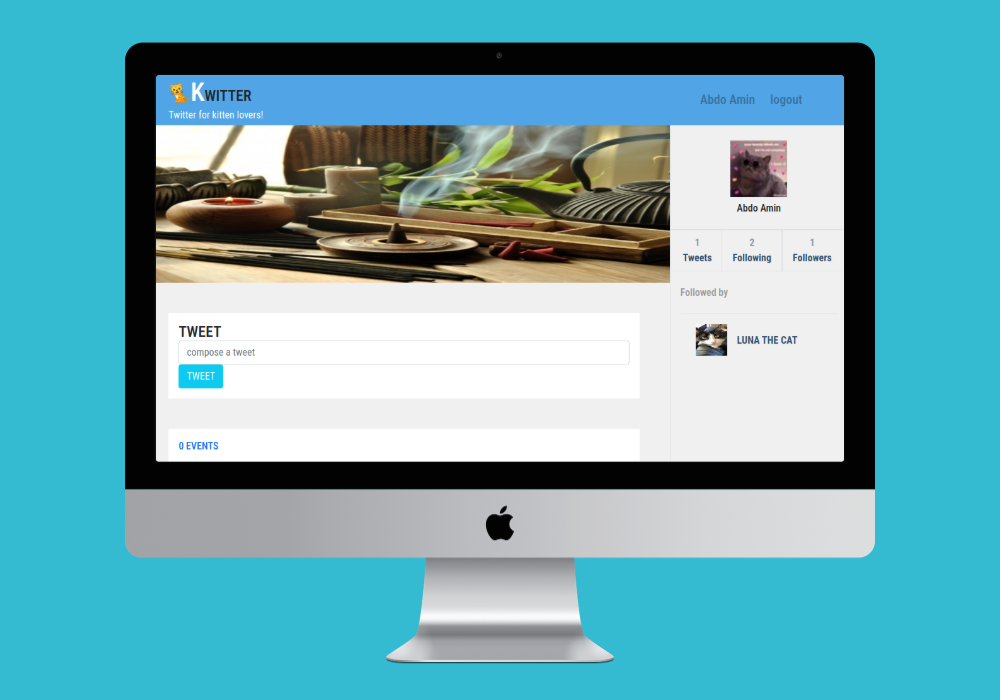 KWITTER
Twitter for kitten lovers!
Abdo Amin logout
Abdo Amin
1 2 1
Tweets Following Followers
Followed by
LUNA THE CAT
TWEET
compose a tweet
TWEET
0 EVENTS